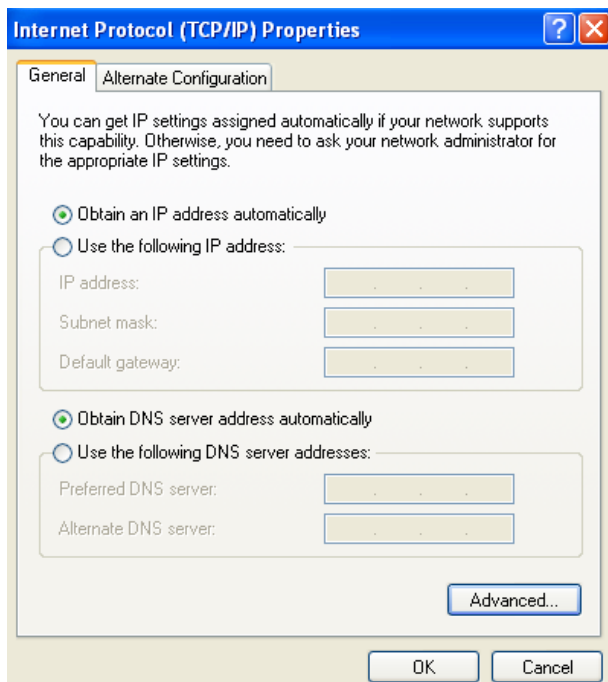 Internet Protocol (TCP/IP) Properties
General
Alternate Configuration
You can get IP settings assigned automatically if your network supports
this capability. Otherwise, you need to ask your network administrator for
the appropriate IP settings.
Obtain an IP address automatically
Use the following IP address:
IP address:
Subnet mask:
Default gateway:
Obtain DNS server address automatically
Use the following DNS server addresses:
Preferred DNS server:
Alternate DNS server:
Advanced...
OK
Cancel